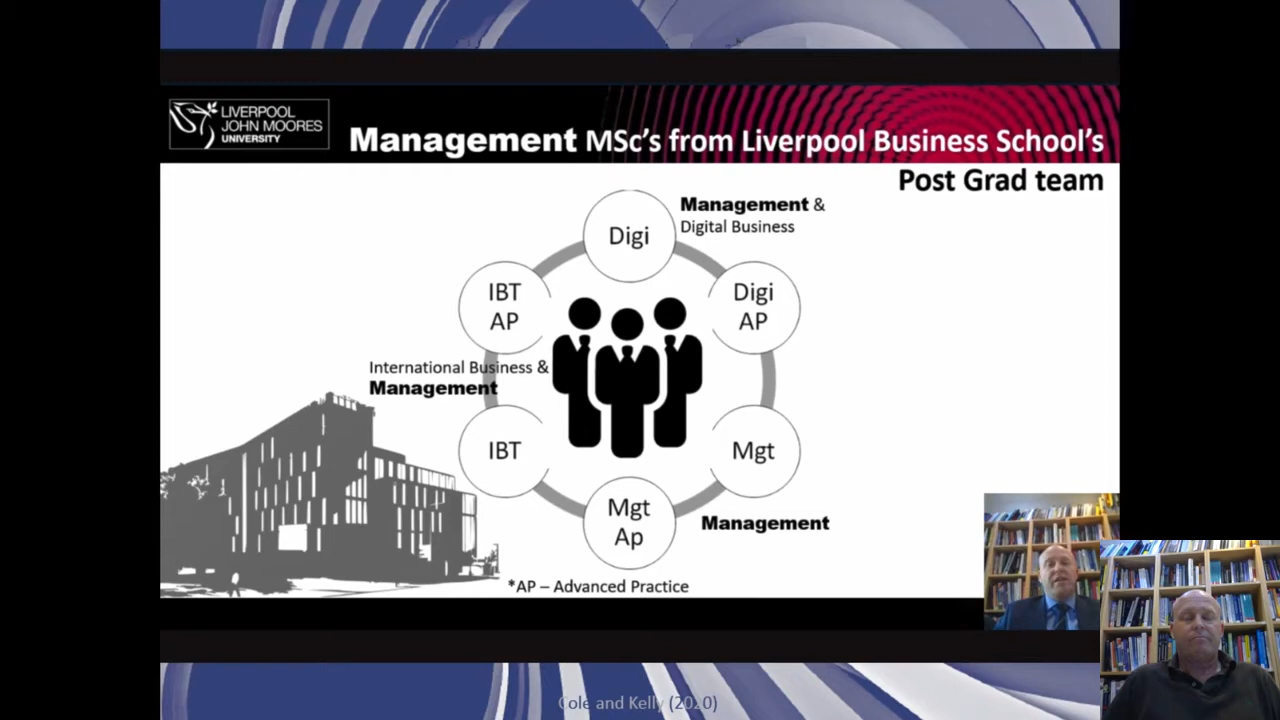 LIVERPOOL
JOHN MOORES
UNIVERSITY
Management MSc's from Liverpool Business School's
Post Grad team
Management &
Digital Business
Digi
IBT
AP
Digi
AP
International Business &
Management
IBT
Mgt
Mgt
Ap
Management
*AP – Advanced Practice
Cole and Kelly (2020)